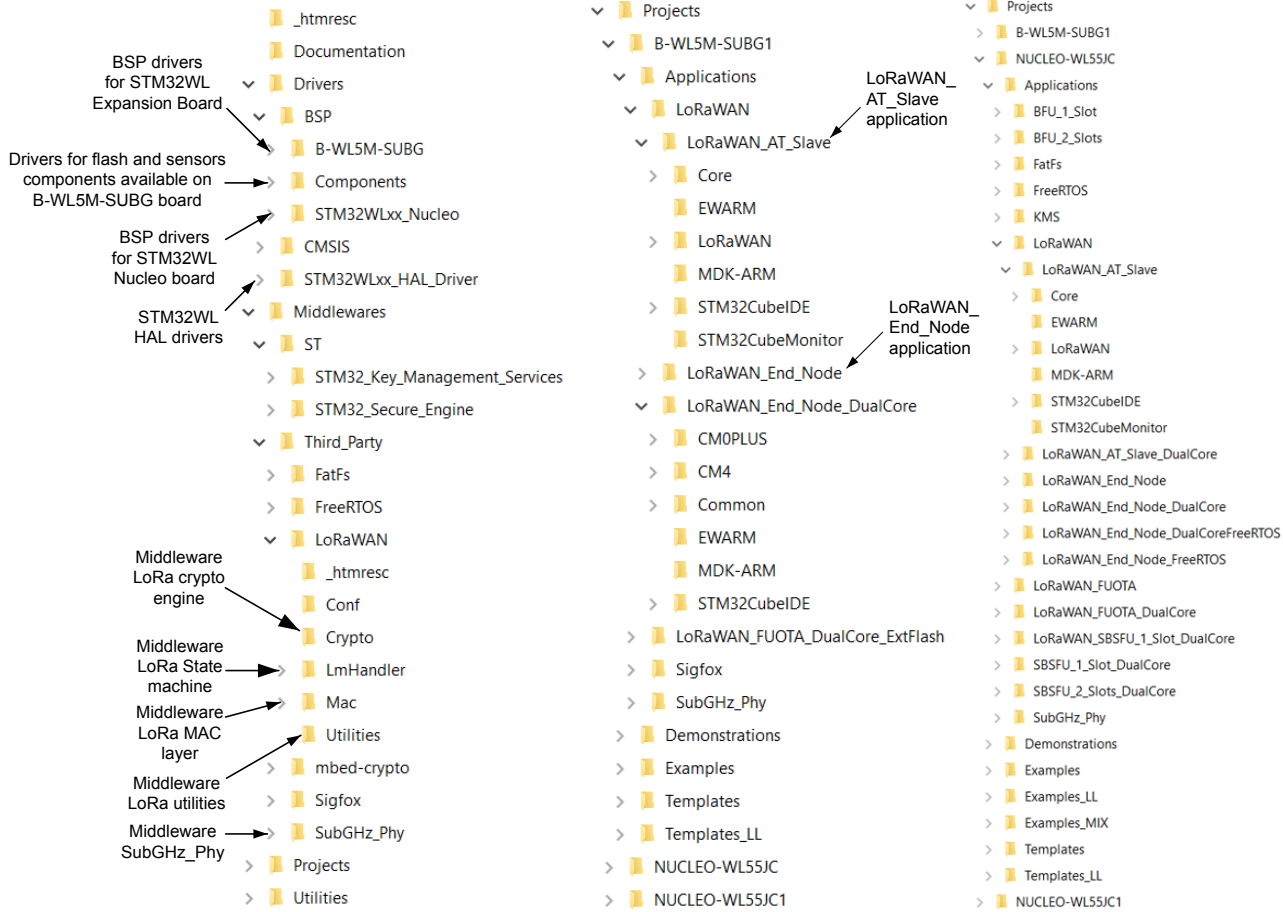 _htmresc
Documentation
Drivers
BSP
B-WL5M-SUBG
Components
STM32WLxx_Nucleo
CMSIS
STM32WLxx_HAL_Driver
Middlewares
ST
STM32_Key_Management_Services
STM32_Secure_Engine
Third_Party
FatFs
FreeRTOS
LoRaWAN
_htmresc
Conf
Crypto
LmHandler
Mac
Utilities
mbed-crypto
Sigfox
SubGHz_Phy
Projects
Utilities
BSP drivers
for STM32WL
Expansion Board
Drivers for flash and sensors
components available on
B-WL5M-SUBG board
BSP drivers
for STM32WL
Nucleo board
STM32WL
HAL drivers
Middleware
LoRa crypto
engine
Middleware
LoRa State
machine
Middleware
LoRa MAC
layer
Middleware
LoRa utilities
Middleware
SubGHz_Phy
Projects
B-WL5M-SUBG1
Applications
LoRaWAN
LoRaWAN_AT_Slave
Core
EWARM
LoRaWAN
MDK-ARM
STM32CubeIDE
STM32CubeMonitor
LoRaWAN_End_Node
LoRaWAN_End_Node_DualCore
CM0PLUS
CM4
Common
EWARM
MDK-ARM
STM32CubeIDE
LoRaWAN_FUOTA_DualCore_ExtFlash
Sigfox
SubGHz_Phy
Demonstrations
Examples
Templates
Templates_LL
NUCLEO-WL55JC
NUCLEO-WL55JC1
LoRaWAN_
AT_Slave
application
LoRaWAN_
End_Node
application
Projects
B-WL5M-SUBG1
NUCLEO-WL55JC
Applications
BFU_1_Slot
BFU_2_Slots
FatFs
FreeRTOS
KMS
LoRaWAN
LoRaWAN_AT_Slave
Core
EWARM
LoRaWAN
MDK-ARM
STM32CubeIDE
STM32CubeMonitor
LoRaWAN_AT_Slave_DualCore
LoRaWAN_End_Node
LoRaWAN_End_Node_DualCore
LoRaWAN_End_Node_DualCoreFreeRTOS
LoRaWAN_End_Node_FreeRTOS
LoRaWAN_FUOTA
LoRaWAN_FUOTA_DualCore
LoRaWAN_SBSFU_1_Slot_DualCore
SBSFU_1_Slot_DualCore
SBSFU_2_Slots_DualCore
SubGHz_Phy
Demonstrations
Examples
Examples_LL
Examples_MIX
Templates
Templates_LL
NUCLEO-WL55JC1